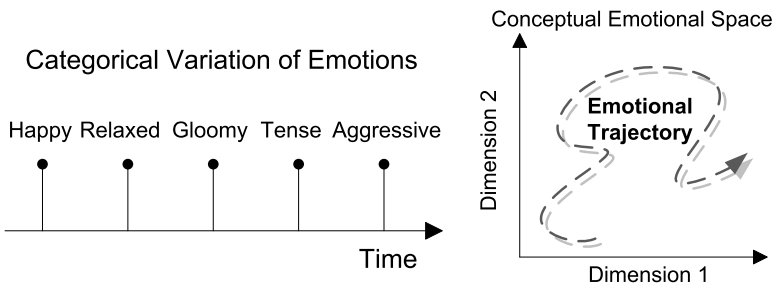 Categorical Variation of Emotions
Happy Relaxed Gloomy Tense Aggressive
Time
Conceptual Emotional Space
Dimension 2
Emotional
Trajectory
Dimension 1